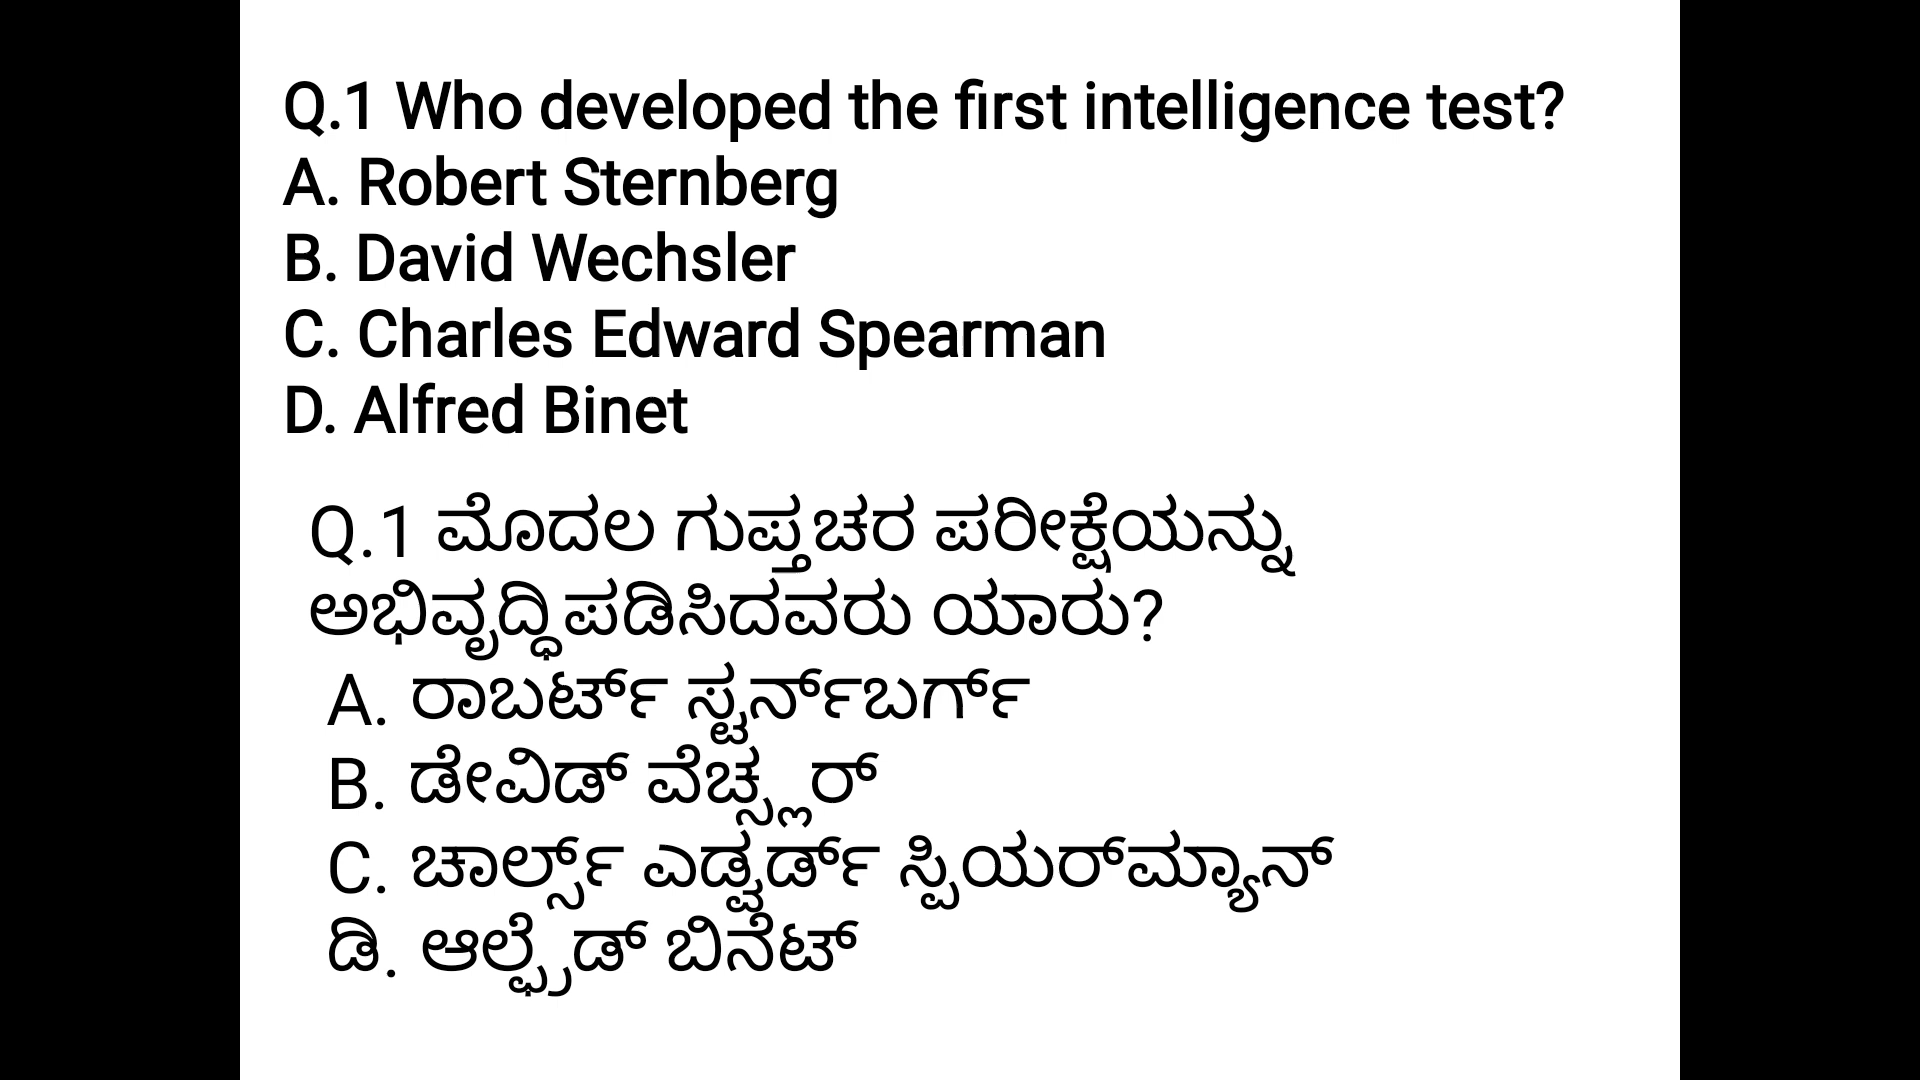 Q.1 Who developed the first intelligence test?
A. Robert Sternberg
B. David Wechsler
C. Charles Edward Spearman
D. Alfred Binet
Q.1 ಮೊದಲ ಗುಪ್ತಚರ ಪರೀಕ್ಷೆಯನ್ನು
ಅಭಿವೃದ್ಧಿಪಡಿಸಿದವರು ಯಾರು?
A. ರಾಬರ್ಟ್ ಸ್ಟರ್ನ್‌ಬರ್ಗ್
B. ಡೇವಿಡ್ ವೆಚ್ಸ್ಲರ್
C. ಚಾರ್ಲ್ಸ್ ಎಡ್ವರ್ಡ್ ಸ್ಪಿಯರ್‌ಮ್ಯಾನ್
ಡಿ. ಆಲ್ಫ್ರೆಡ್ ಬಿನೆಟ್